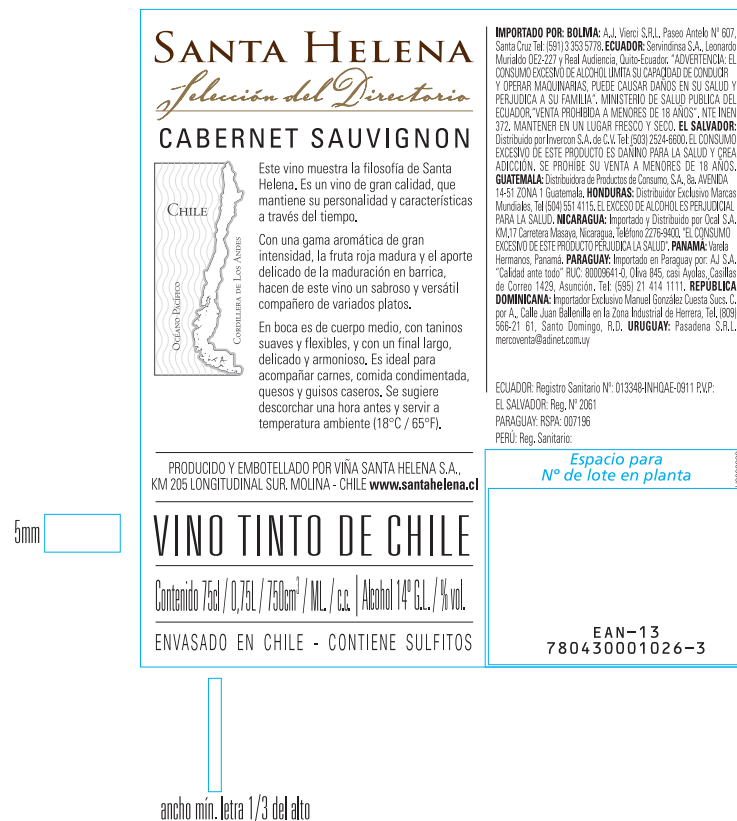 SANTA HELENA
Selección del Directorio
CABERNET SAUVIGNON
CHILE
OCÉANO PACÍFICO
CORDILLERA DE LOS ANDES
Este vino muestra la filosofía de Santa
Helena. Es un vino de gran calidad, que
mantiene su personalidad y características
a través del tiempo.
Con una gama aromática de gran
intensidad, la fruta roja madura y el aporte
delicado de la maduración en barrica,
hacen de este vino un sabroso y versátil
compañero de variados platos.
En boca es de cuerpo medio, con taninos
suaves y flexibles, y con un final largo,
delicado y armonioso. Es ideal para
acompañar carnes, comida condimentada,
quesos y guisos caseros. Se sugiere
descorchar una hora antes y servir a
temperatura ambiente (18°C / 65°F).
PRODUCIDO Y EMBOTELLADO POR VIÑA SANTA HELENA S.A.,
KM 205 LONGITUDINAL SUR. MOLINA - CHILE www.santahelena.cl
VINO TINTO DE CHILE
Contenido 75cl / 0,75L / 750cm³ / ML. / c.c. | Alcohol 14º G.L. / % vol.
ENVASADO EN CHILE - CONTIENE SULFITOS
IMPORTADO POR: BOLIVIA: A.J. Vierci S.R.L. Paseo Antelo Nº 607,
Santa Cruz Tel: (591) 3 353 5778. ECUADOR: Servindinsa S.A., Leonardo
Murialdo OE2-227 y Real Audiencia, Quito-Ecuador. "ADVERTENCIA: EL
CONSUMO EXCESIVO DE ALCOHOL LIMITA SU CAPACIDAD DE CONDUCIR
Y OPERAR MAQUINARIAS, PUEDE CAUSAR DAÑOS EN SU SALUD Y
PERJUDICA A SU FAMILIA". MINISTERIO DE SALUD PUBLICA DEL
ECUADOR."VENTA PROHIBIDA A MENORES DE 18 AÑOS". NTE INEN
372. MANTENER EN UN LUGAR FRESCO Y SECO. EL SALVADOR:
Distribuido por Invercon S.A. de C.V. Tel: (503) 2524-6600. EL CONSUMO
EXCESIVO DE ESTE PRODUCTO ES DAÑINO PARA LA SALUD Y CREA
ADICCIÓN. SE PROHÍBE SU VENTA A MENORES DE 18 AÑOS.
GUATEMALA: Distribuidora de Productos de Consumo, S.A., 8a. AVENIDA
14-51 ZONA 1 Guatemala. HONDURAS: Distribuidor Exclusivo Marcas
Mundiales, Tel (504) 551 4115. EL EXCESO DE ALCOHOL ES PERJUDICIAL
PARA LA SALUD. NICARAGUA: Importado y Distribuido por Ocal S.A.
KM.17 Carretera Masaya, Nicaragua, Teléfono 2276-9400. "EL CONSUMO
EXCESIVO DE ESTE PRODUCTO PERJUDICA LA SALUD". PANAMÁ: Varela
Hermanos, Panamá. PARAGUAY: Importado en Paraguay por: AJ S.A.
"Calidad ante todo" RUC: 80009641-0, Oliva 845, casi Ayolas, Casillas
de Correo 1429, Asunción. Tel: (595) 21 414 1111. REPÚBLICA
DOMINICANA: Importador Exclusivo Manuel González Cuesta Sucs. C.
por A., Calle Juan Ballenilla en la Zona Industrial de Herrera, Tel. (809)
566-21 61, Santo Domingo, R.D. URUGUAY: Pasadena S.R.L.
mercoventa@adinet.com.uy
ECUADOR: Registro Sanitario Nº: 013348-INHQAE-0911 P.V.P:
EL SALVADOR: Reg. Nº 2061
PARAGUAY: RSPA: 007196
PERÚ: Reg. Sanitario:
Espacio para
Nº de lote en planta
EAN-13
780430001026-3
5mm
ancho mín. letra 1/3 del alto